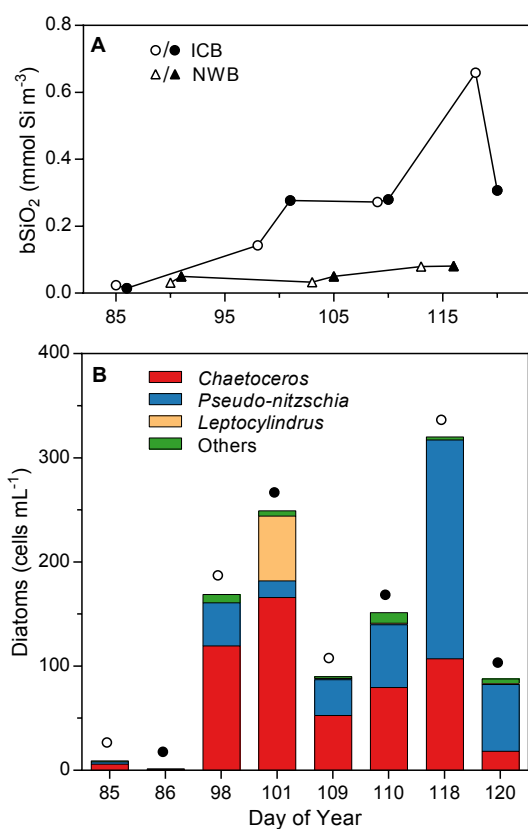 A
○/● ICB
△/▲ NWB
bSiO₂ (mmol Si m⁻³)
0.8
0.6
0.4
0.2
0.0
85 95 105 115
B
Chaetoceros
Pseudo-nitzschia
Leptocylindrus
Others
Diatoms (cells mL⁻¹)
400
300
200
100
0
85 86 98 101 109 110 118 120
Day of Year